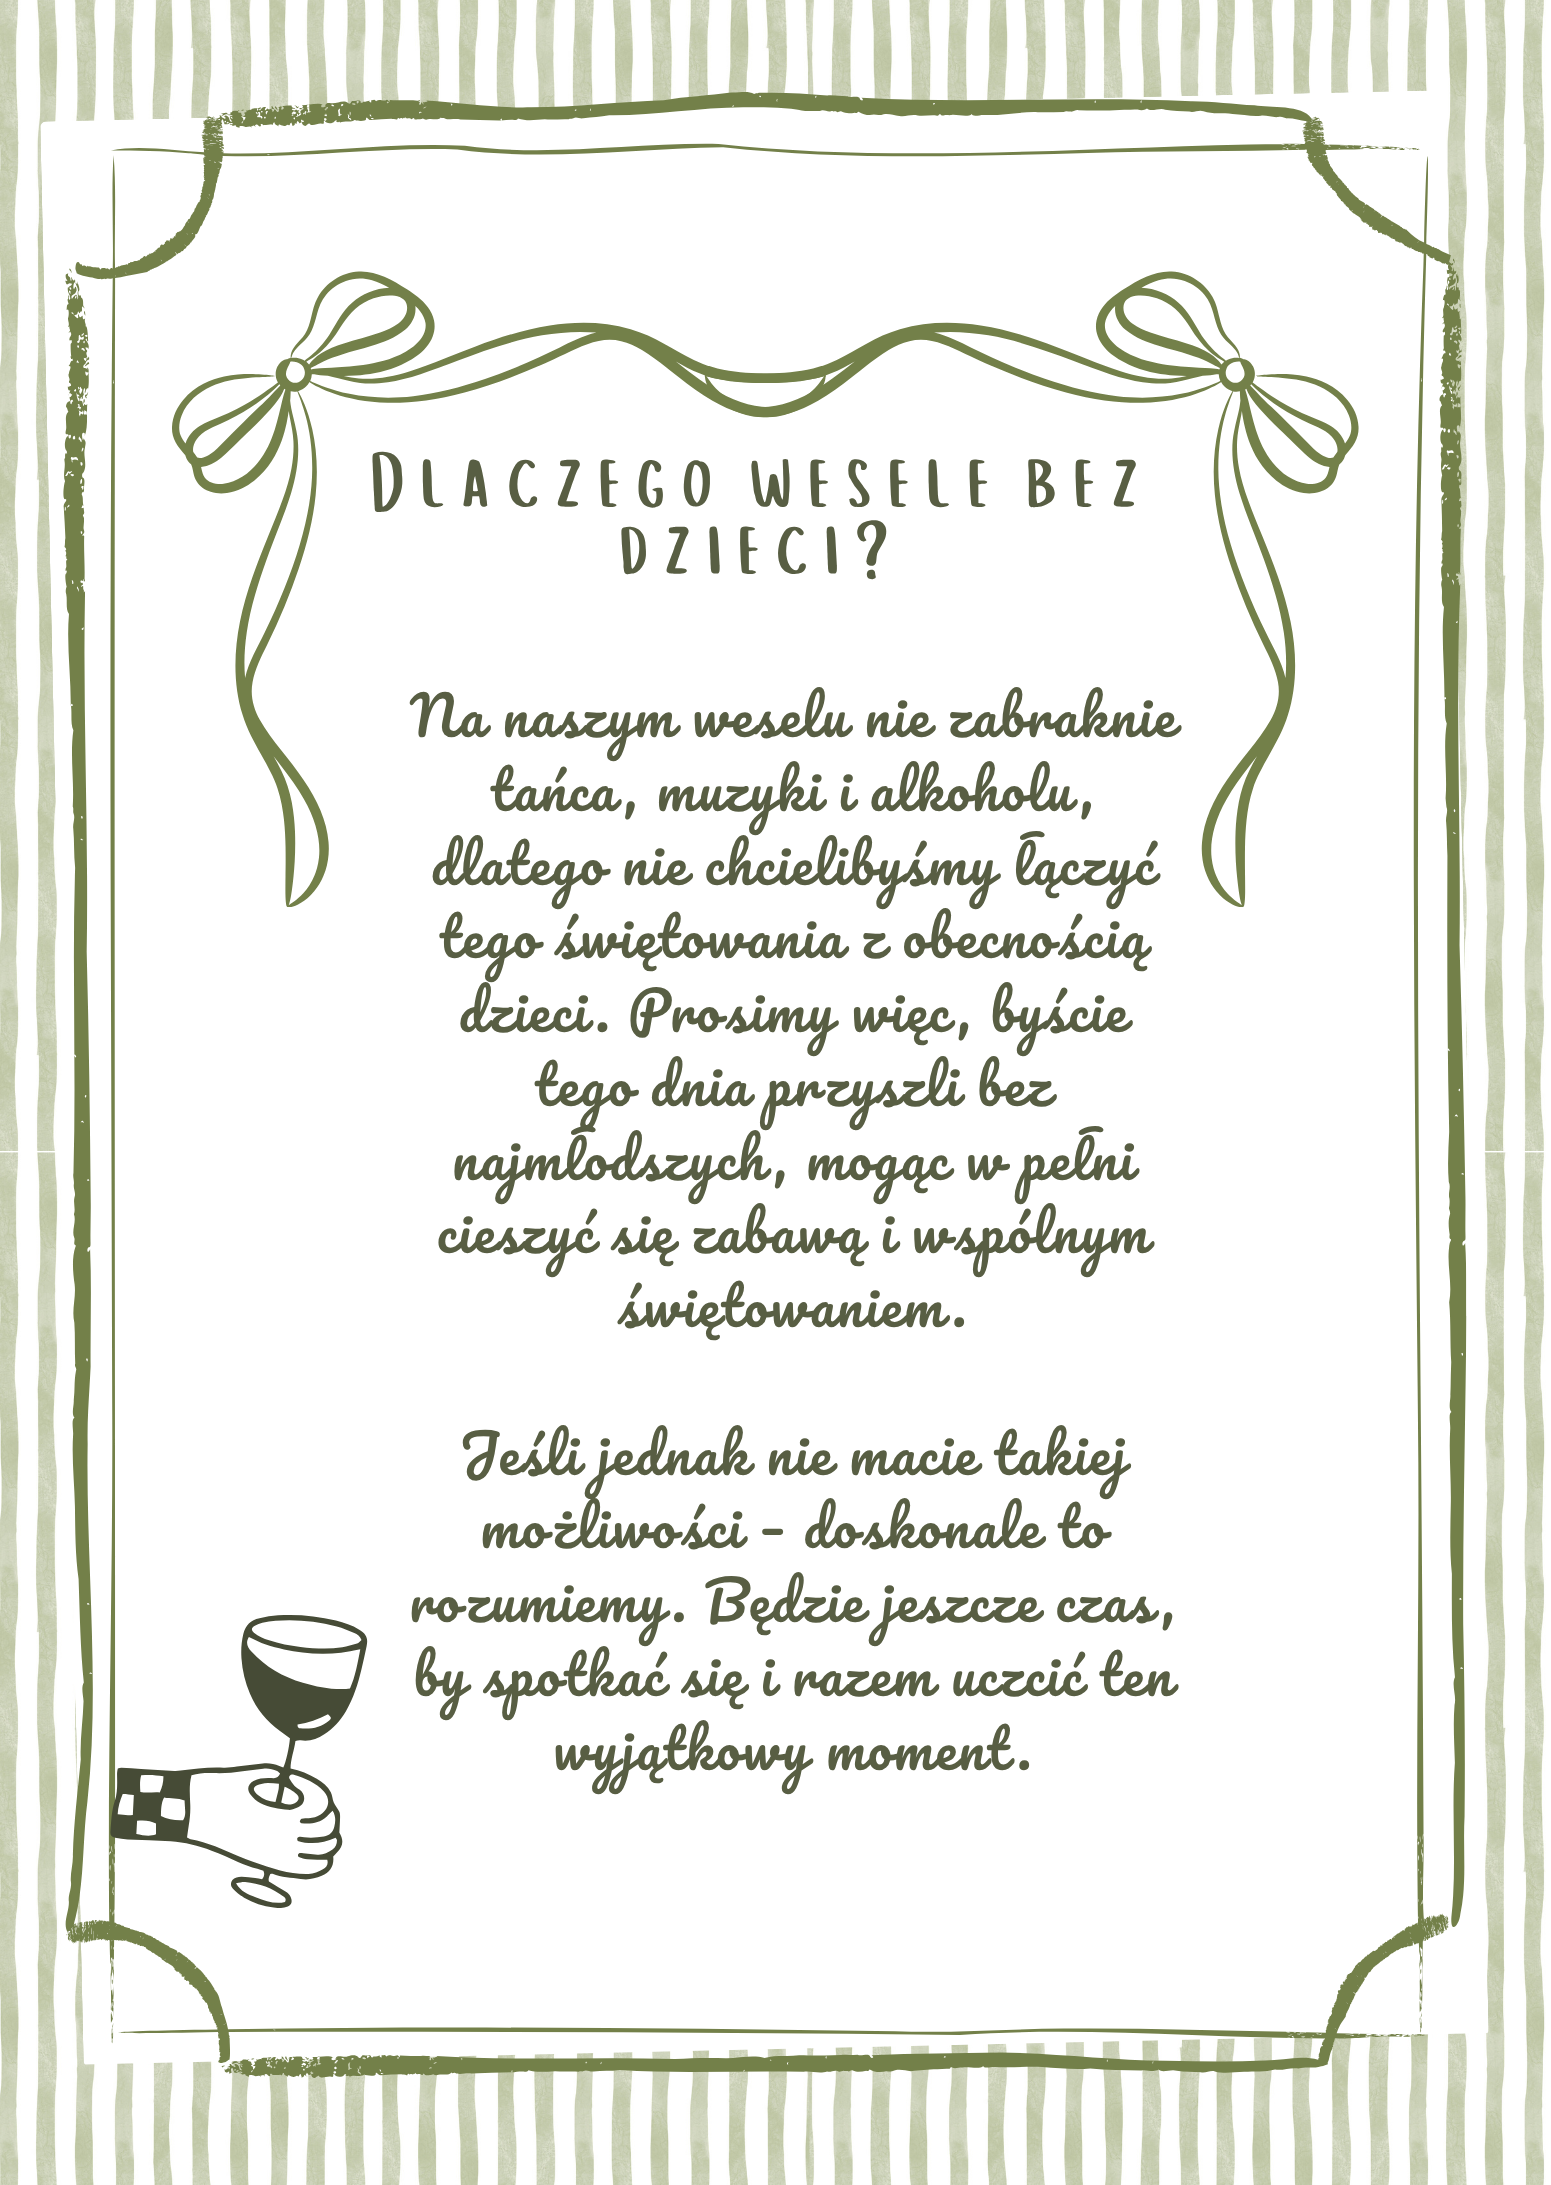 Dlaczego wesele bez
dzieci?
Na naszym weselu nie zabraknie
tańca, muzyki i alkoholu,
dlatego nie chcielibyśmy łączyć
tego świętowania z obecnością
dzieci. Prosimy więc, byście
tego dnia przyszli bez
najmłodszych, mogąc w pełni
cieszyć się zabawą i wspólnym
świętowaniem.
Jeśli jednak nie macie takiej
możliwości - doskonale to
rozumiemy. Będzie jeszcze czas,
by spotkać się i razem uczcić ten
wyjątkowy moment.